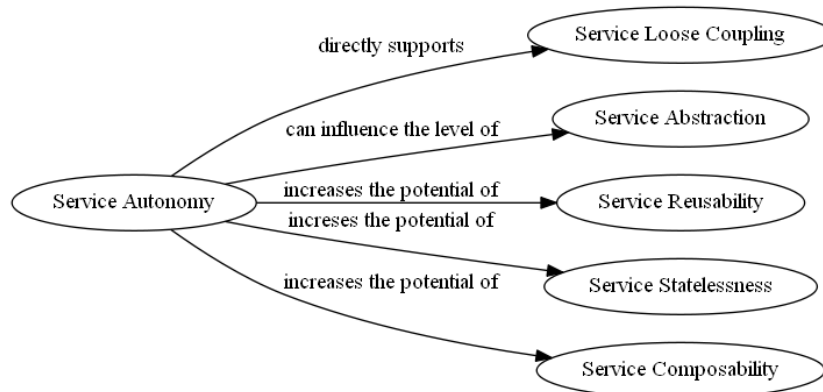 Service Loose Coupling
directly supports
Service Abstraction
can influence the level of
Service Autonomy
increases the potential of
Service Reusability
increses the potential of
Service Statelessness
increases the potential of
Service Composability